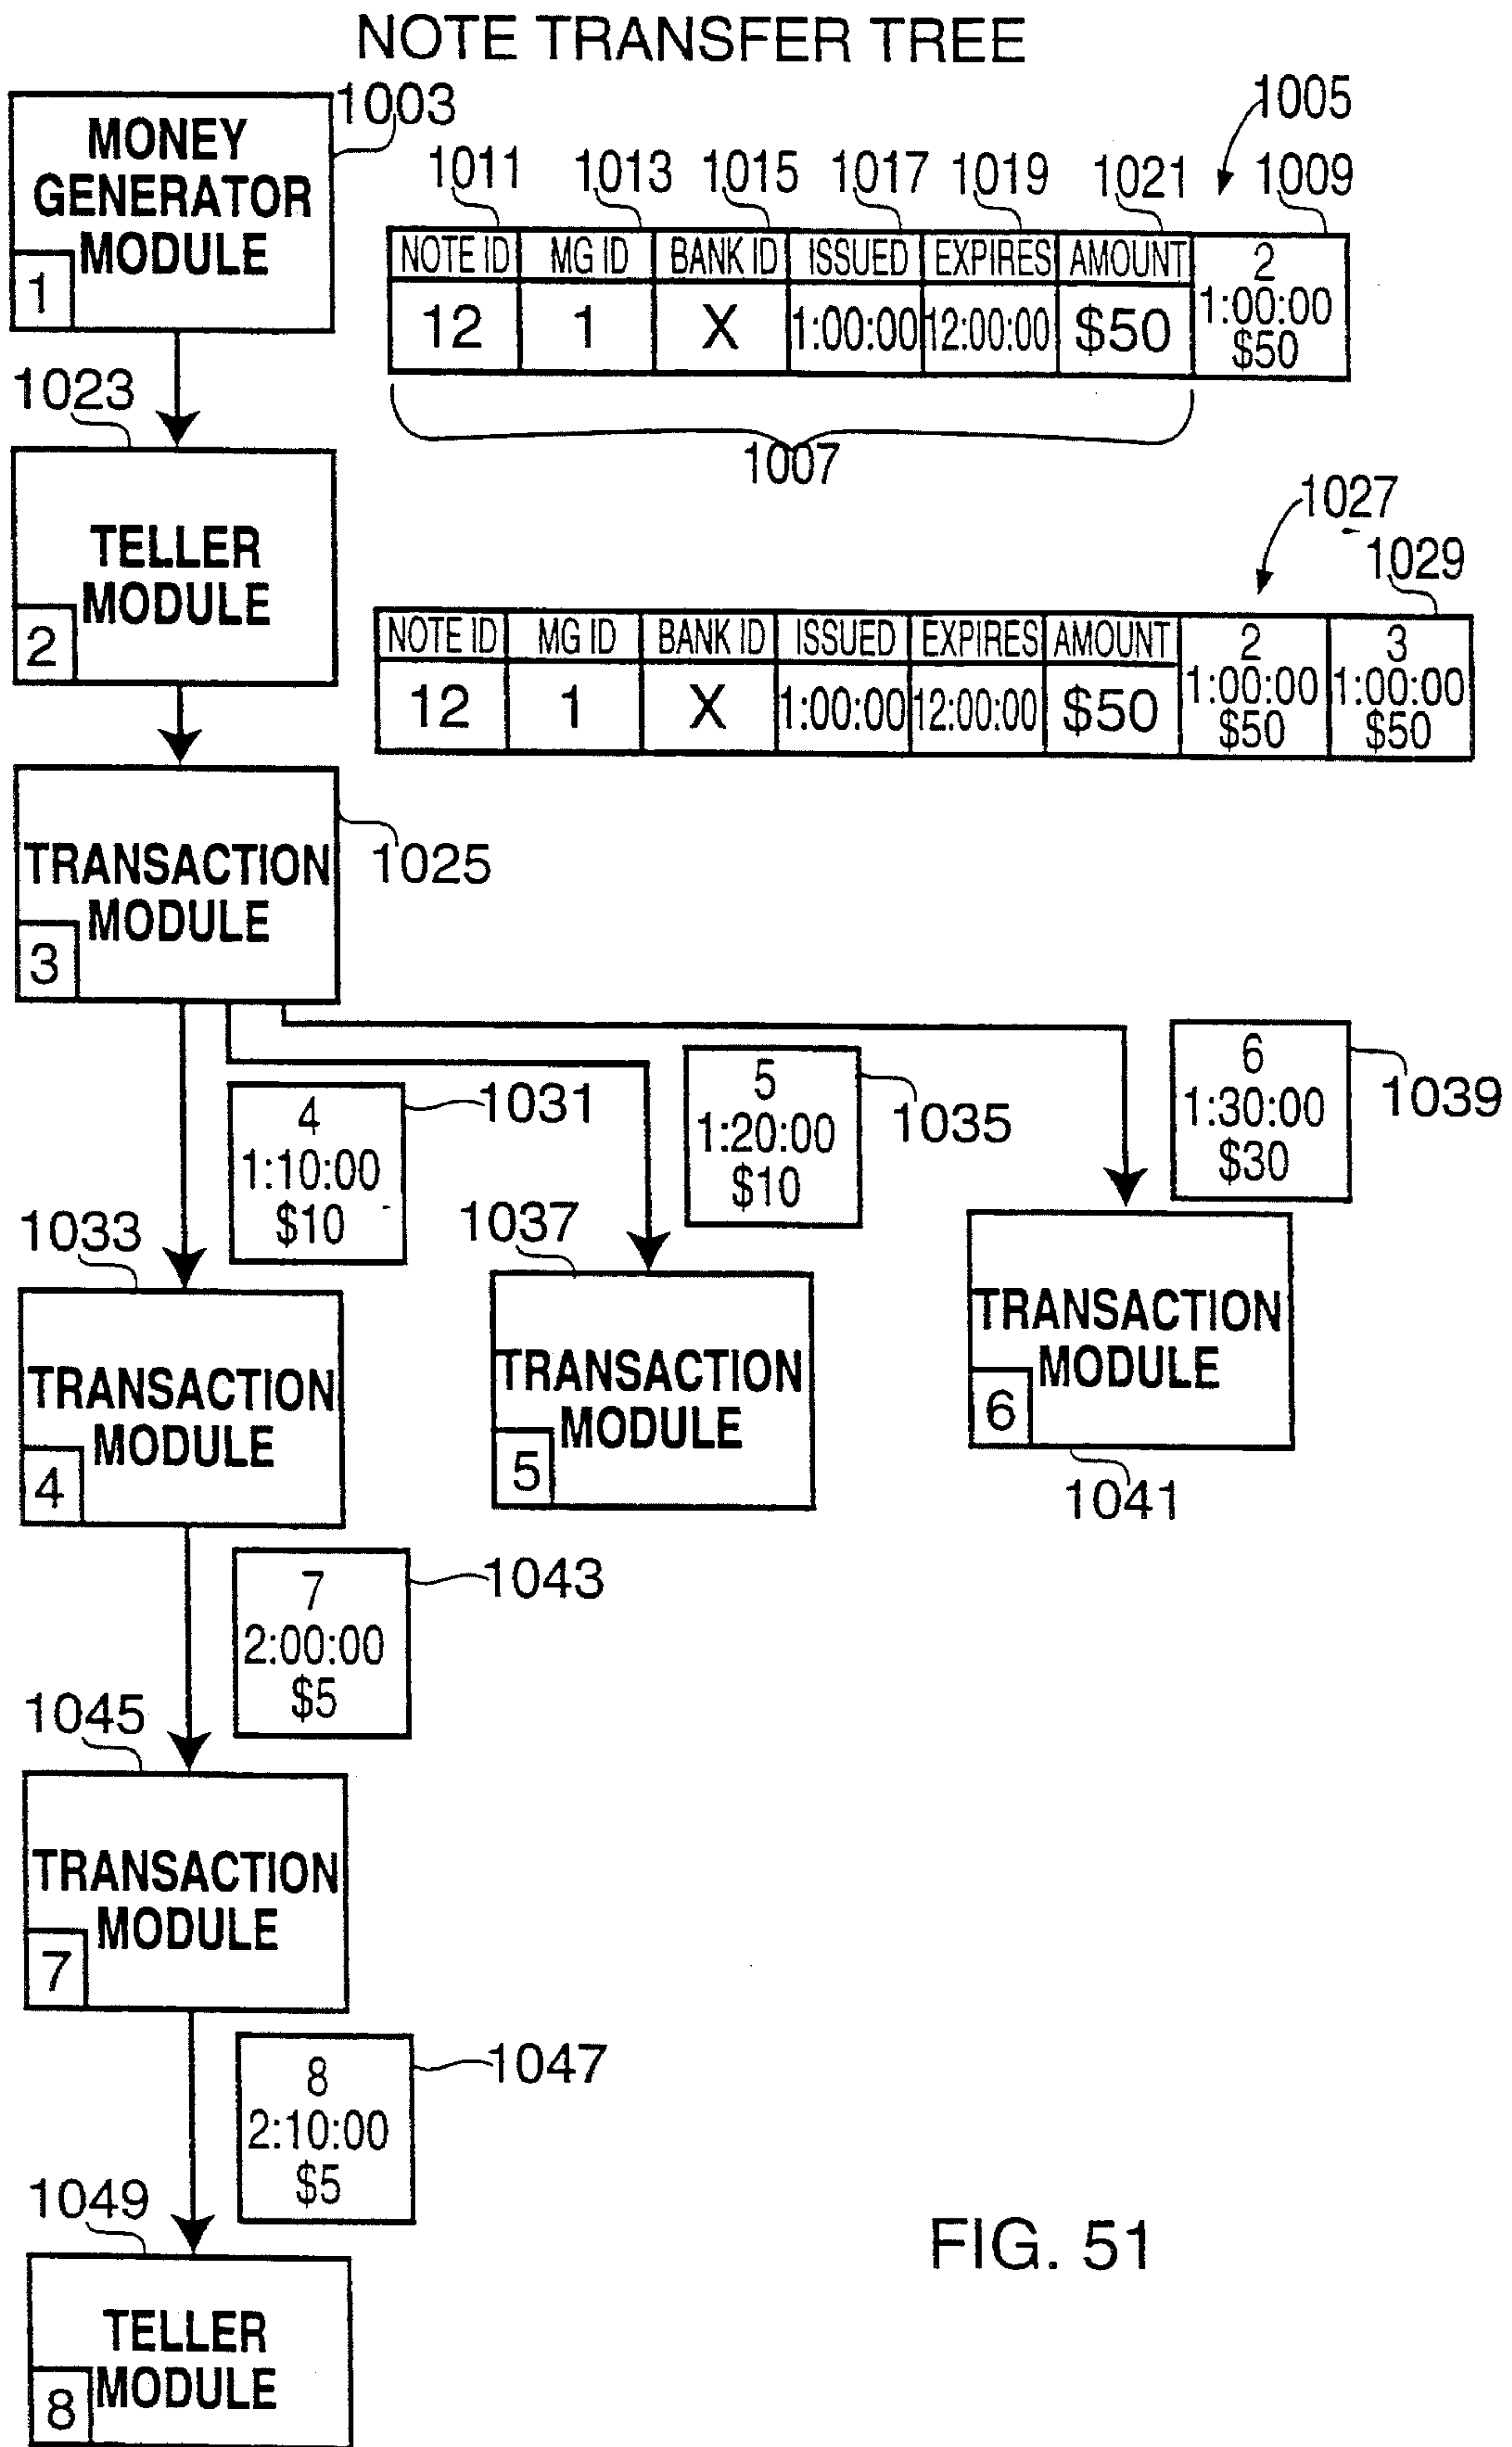 NOTE TRANSFER TREE
1003
MONEY
GENERATOR
MODULE
1
1005
1011 1013 1015 1017 1019 1021 1009
NOTE ID MG ID BANK ID ISSUED EXPIRES AMOUNT
12 1 X 1:00:00 12:00:00 $50
2
1:00:00
$50
1007
1023
TELLER
MODULE
2
1027
1029
NOTE ID MG ID BANK ID ISSUED EXPIRES AMOUNT
12 1 X 1:00:00 12:00:00 $50
2
1:00:00
$50
3
1:00:00
$50
TRANSACTION
MODULE
3
1025
4
1:10:00
$10
1031
5
1:20:00
$10
1035
6
1:30:00
$30
1039
1033
TRANSACTION
MODULE
4
1037
TRANSACTION
MODULE
5
TRANSACTION
MODULE
6
1041
7
2:00:00
$5
1043
1045
TRANSACTION
MODULE
7
8
2:10:00
$5
1047
1049
TELLER
MODULE
8
FIG. 51